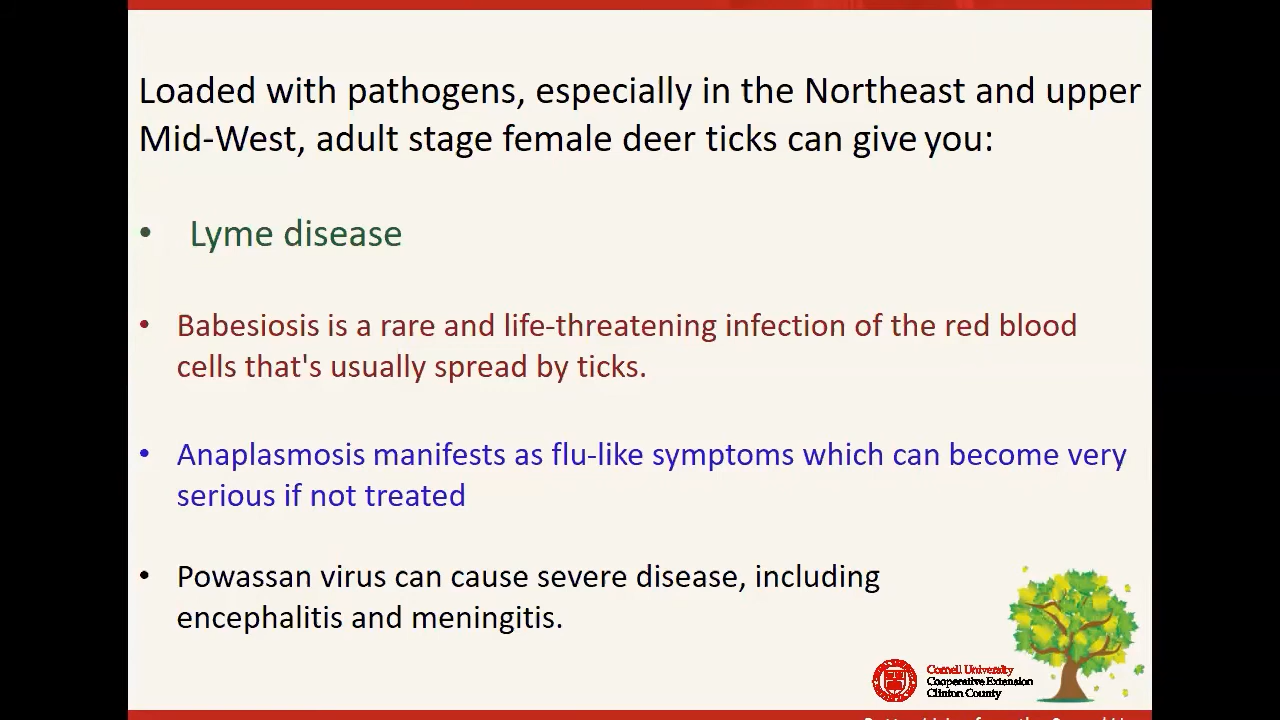 Loaded with pathogens, especially in the Northeast and upper
Mid-West, adult stage female deer ticks can give you:
• Lyme disease
• Babesiosis is a rare and life-threatening infection of the red blood
cells that's usually spread by ticks.
• Anaplasmosis manifests as flu-like symptoms which can become very
serious if not treated
• Powassan virus can cause severe disease, including
encephalitis and meningitis.
Cornell University
Cooperative Extension
Clinton County